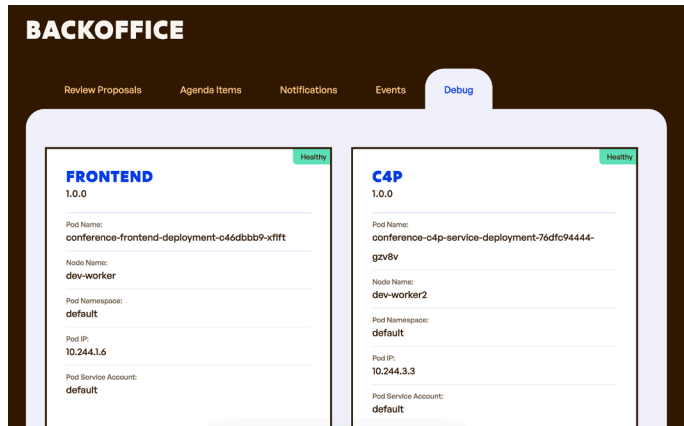 BACKOFFICE
Review Proposals Agenda Items Notifications Events Debug
Healthy
FRONTEND
1.0.0
Pod Name:
conference-frontend-deployment-c46dbbb9-xflft
Node Name:
dev-worker
Pod Namespace:
default
Pod IP:
10.244.1.6
Pod Service Account:
default
Healthy
C4P
1.0.0
Pod Name:
conference-c4p-service-deployment-76dfc94444-
gzv8v
Node Name:
dev-worker2
Pod Namespace:
default
Pod IP:
10.244.3.3
Pod Service Account:
default